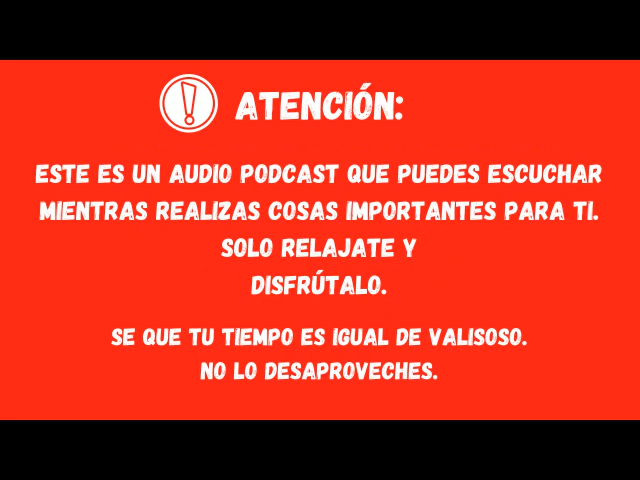 ATENCIÓN:
ESTE ES UN AUDIO PODCAST QUE PUEDES ESCUCHAR
MIENTRAS REALIZAS COSAS IMPORTANTES PARA TI.
SOLO RELAJATE Y
DISFRÚTALO.
SE QUE TU TIEMPO ES IGUAL DE VALISOSO.
NO LO DESAPROVECHES.